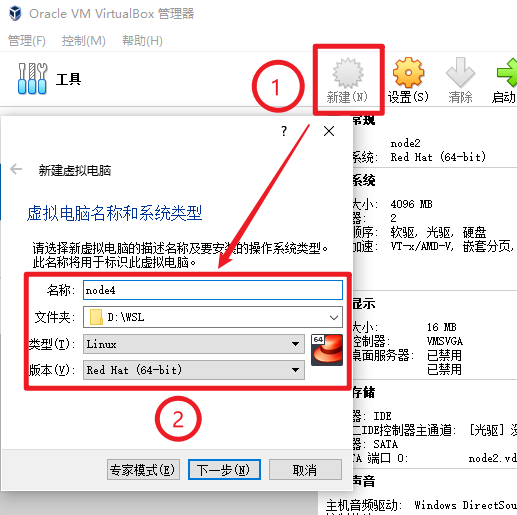 Oracle VM VirtualBox 管理器
管理(F) 控制(M) 帮助(H)
工具
1
新建(N) 设置(S) 清除 启动
常规
node2
系统: Red Hat (64-bit)
系统
大小: 4096 MB
器: 2
顺序: 软驱, 光驱, 硬盘
加速: VT-x/AMD-V, 嵌套分页,
显示
大小: 16 MB
控制器: VMSVGA
桌面服务器: 已禁用
已禁用
存储
器: IDE
二IDE控制器主通道: [光驱]
器: SATA
TA 端口 0: node2.vd
声音
主机音频驱动: Windows DirectSou
?
新建虚拟电脑
虚拟电脑名称和系统类型
请选择新虚拟电脑的描述名称及要安装的操作系统类型。
此名称将用于标识此虚拟电脑。
名称: node4
文件夹: D:\WSL
类型(T): Linux
64
版本(V): Red Hat (64-bit)
2
专家模式(E) 下一步(N) 取消